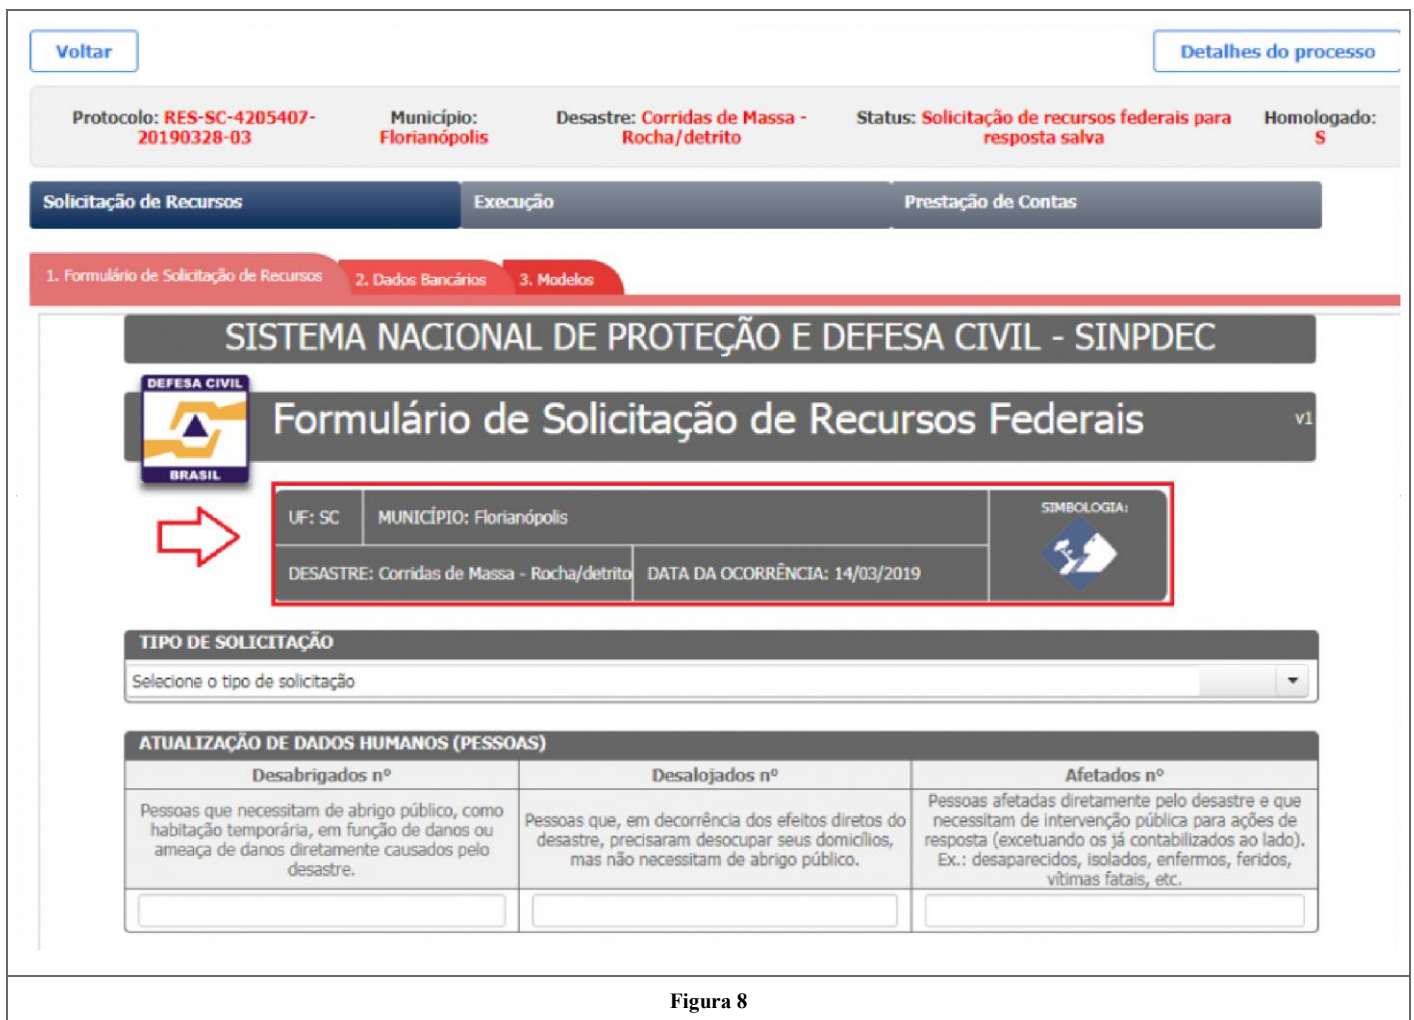 Voltar
Detalhes do processo
Protocolo: RES-SC-4205407-
20190328-03
Município:
Florianópolis
Desastre: Corridas de Massa -
Rocha/detrito
Status: Solicitação de recursos federais para
resposta salva
Homologado:
S
Solicitação de Recursos
Execução
Prestação de Contas
1. Formulário de Solicitação de Recursos
2. Dados Bancários
3. Modelos
SISTEMA NACIONAL DE PROTEÇÃO E DEFESA CIVIL - SINPDEC
DEFESA CIVIL
BRASIL
Formulário de Solicitação de Recursos Federais
v1
UF: SC
MUNICÍPIO: Florianópolis
SIMBOLOGIA:
DESASTRE: Corridas de Massa - Rocha/detrito
DATA DA OCORRÊNCIA: 14/03/2019
TIPO DE SOLICITAÇÃO
Selecione o tipo de solicitação
ATUALIZAÇÃO DE DADOS HUMANOS (PESSOAS)
Desabrigados nº
Pessoas que necessitam de abrigo público, como
habitação temporária, em função de danos ou
ameaça de danos diretamente causados pelo
desastre.
Desalojados nº
Pessoas que, em decorrência dos efeitos diretos do
desastre, precisaram desocupar seus domicílios,
mas não necessitam de abrigo público.
Afetados nº
Pessoas afetadas diretamente pelo desastre e que
necessitam de intervenção pública para ações de
resposta (excetuando os já contabilizados ao lado).
Ex.: desaparecidos, isolados, enfermos, feridos,
vítimas fatais, etc.
Figura 8